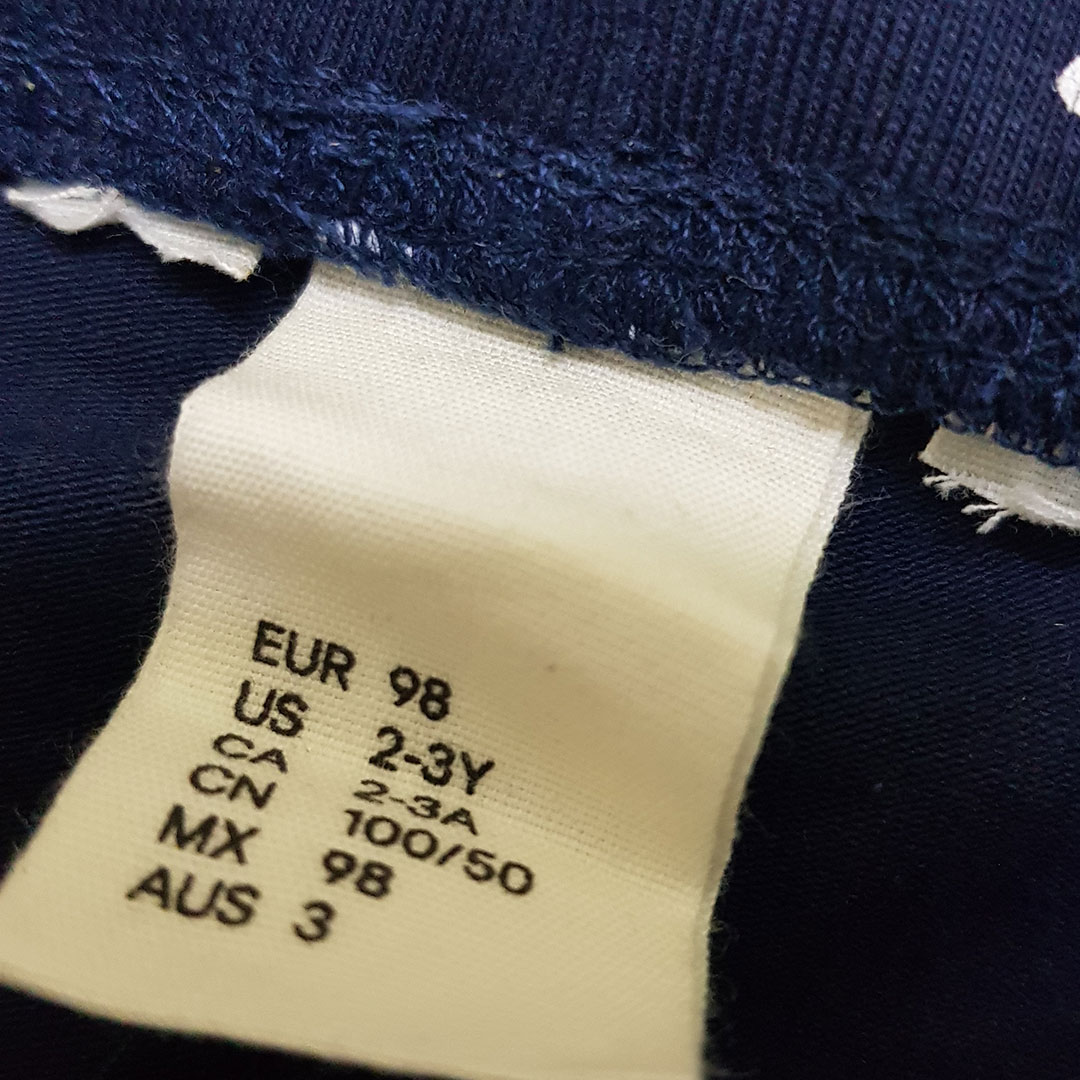 EUR 98
US 2-3Y
CA 2-3A
CN 100/50
MX 98
AUS 3